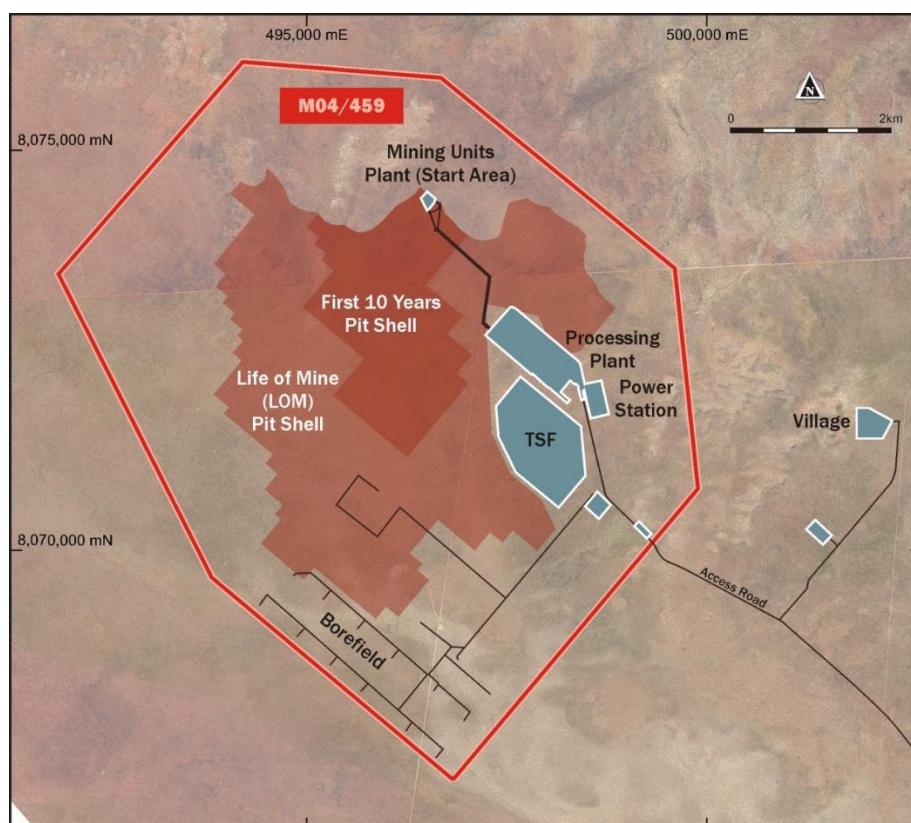 495,000 mE
500,000 mE
M04/459
N
0
2km
8,075,000 mN
Mining Units
Plant (Start Area)
First 10 Years
Pit Shell
Processing
Plant
Life of Mine
(LOM)
Pit Shell
Power
Station
Village
TSF
8,070,000 mN
Access Road
Borefield